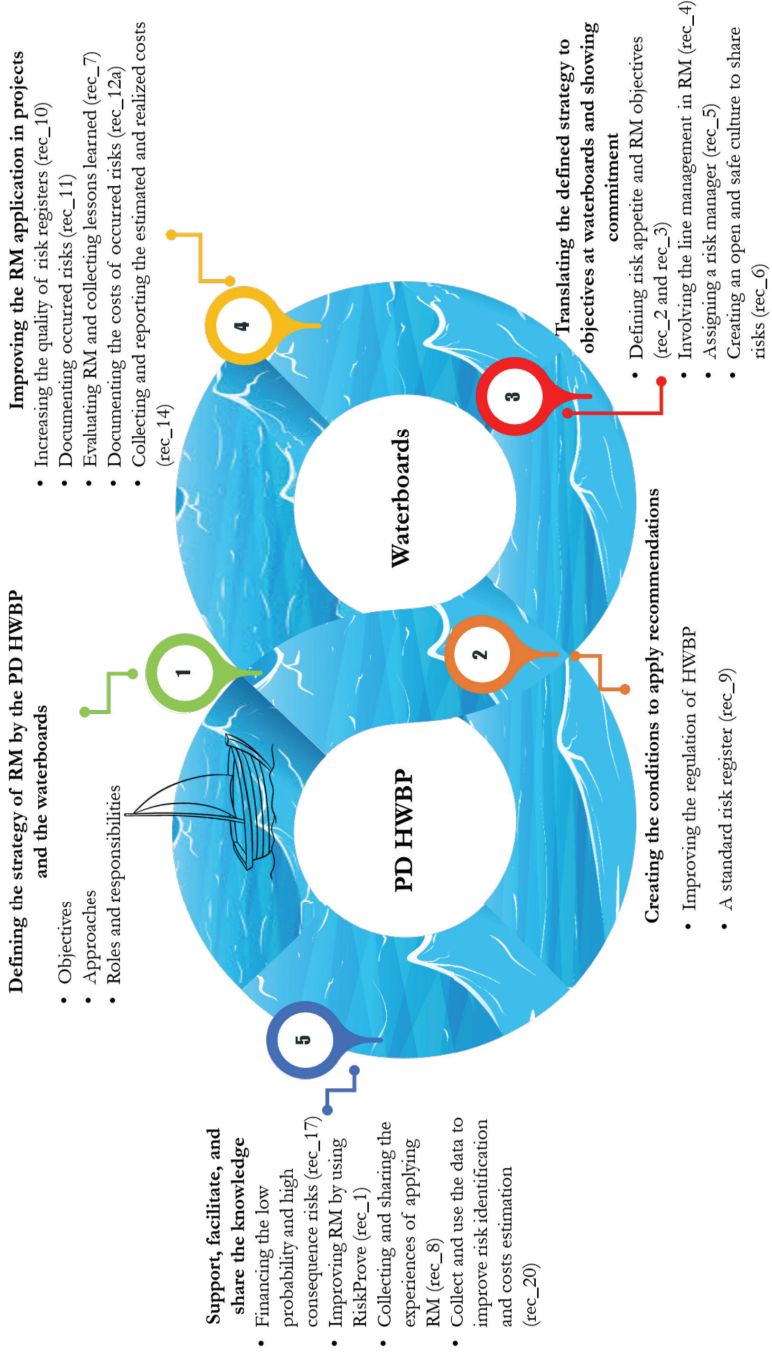 Defining the strategy of RM by the PD HWBP
and the waterboards
• Objectives
• Approaches
• Roles and responsibilities
1
Creating the conditions to apply recommendations
• Improving the regulation of HWBP
• A standard risk register (rec_9)
2
Translating the defined strategy to
objectives at waterboards and showing
commitment
• Defining risk appetite and RM objectives
(rec_2 and rec_3)
• Involving the line management in RM (rec_4)
• Assigning a risk manager (rec_5)
• Creating an open and safe culture to share
risks (rec_6)
3
Improving the RM application in projects
• Increasing the quality of risk registers (rec_10)
• Documenting occurred risks (rec_11)
• Evaluating RM and collecting lessons learned (rec_7)
• Documenting the costs of occurred risks (rec_12a)
• Collecting and reporting the estimated and realized costs
(rec_14)
4
Support, facilitate, and
share the knowledge
• Financing the low
probability and high
consequence risks (rec_17)
• Improving RM by using
RiskProve (rec_1)
• Collecting and sharing the
experiences of applying
RM (rec_8)
• Collect and use the data to
improve risk identification
and costs estimation
(rec_20)
5
PD HWBP
Waterboards